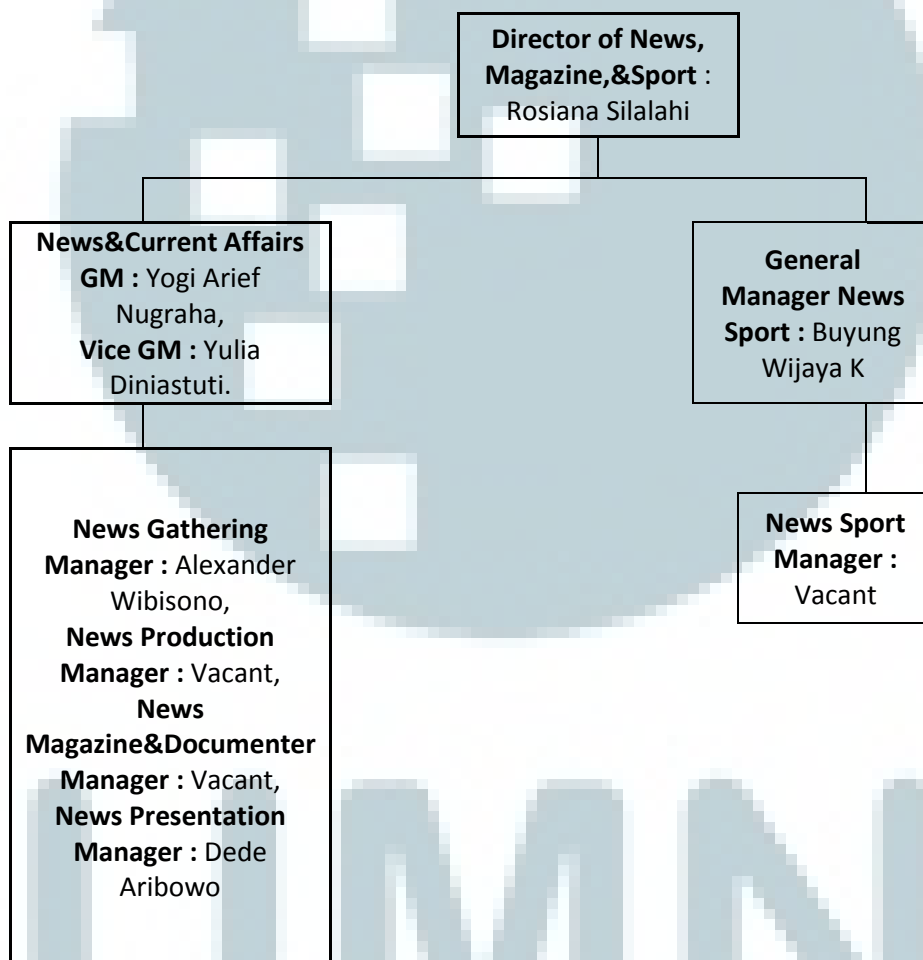 Director of News,
Magazine,&Sport :
Rosiana Silalahi
News&Current Affairs
GM : Yogi Arief
Nugraha,
Vice GM : Yulia
Diniastuti.
General
Manager News
Sport : Buyung
Wijaya K
News Gathering
Manager : Alexander
Wibisono,
News Production
Manager : Vacant,
News
Magazine&Documenter
Manager : Vacant,
News Presentation
Manager : Dede
Aribowo
News Sport
Manager :
Vacant
UMN